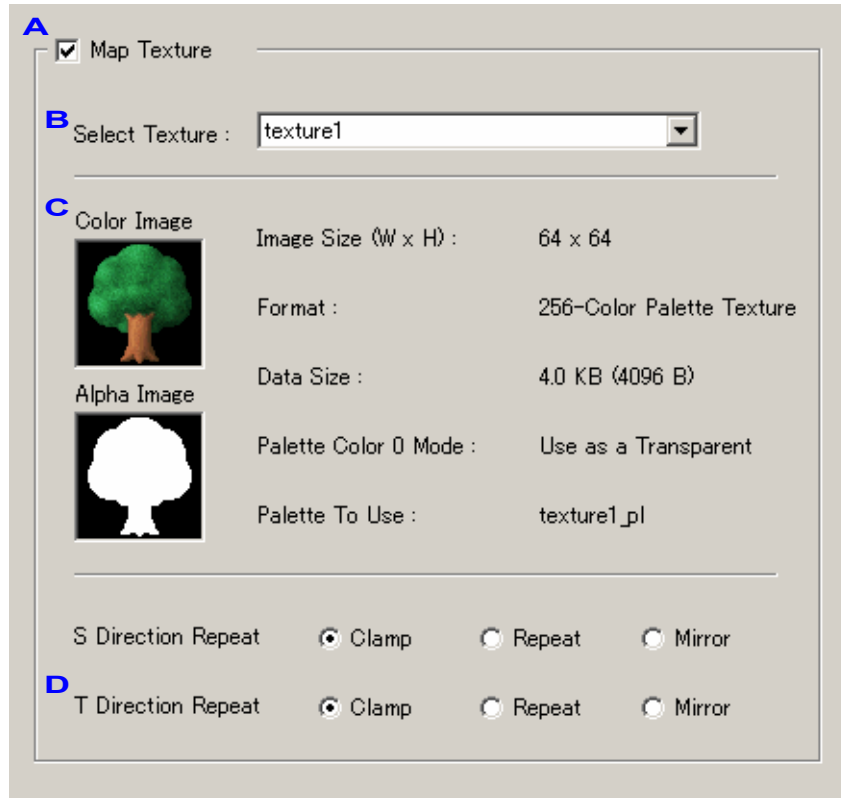 A
Map Texture
B
Select Texture : texture1
C
Color Image
Image Size (W x H) : 64 x 64
Format : 256-Color Palette Texture
Data Size : 4.0 KB (4096 B)
Alpha Image
Palette Color 0 Mode : Use as a Transparent
Palette To Use : texture1_pl
S Direction Repeat Clamp Repeat Mirror
D
T Direction Repeat Clamp Repeat Mirror